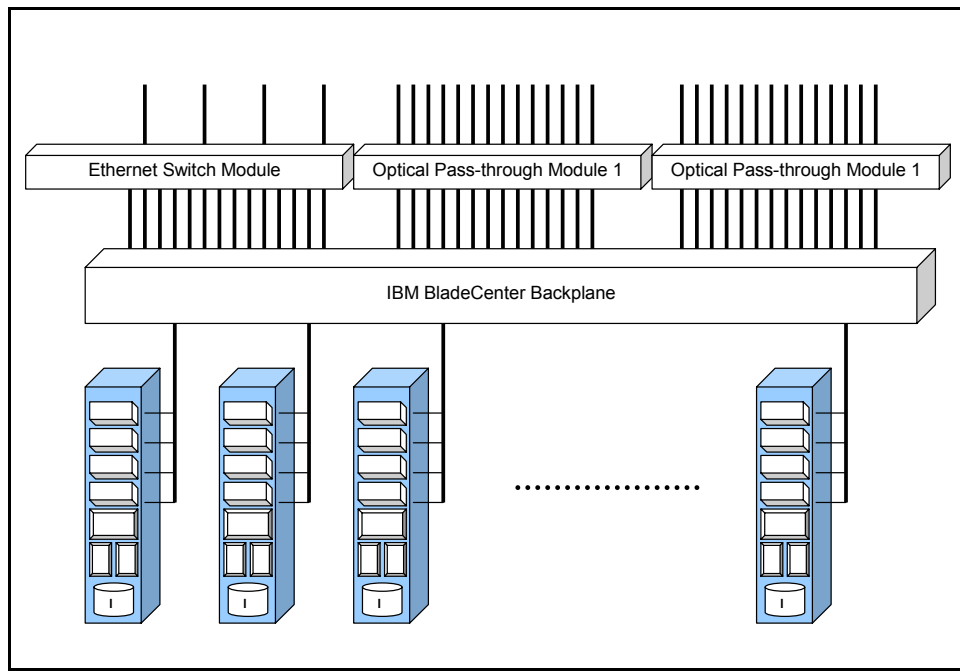 Ethernet Switch Module
Optical Pass-through Module 1
Optical Pass-through Module 1
IBM BladeCenter Backplane
I
I
I
I